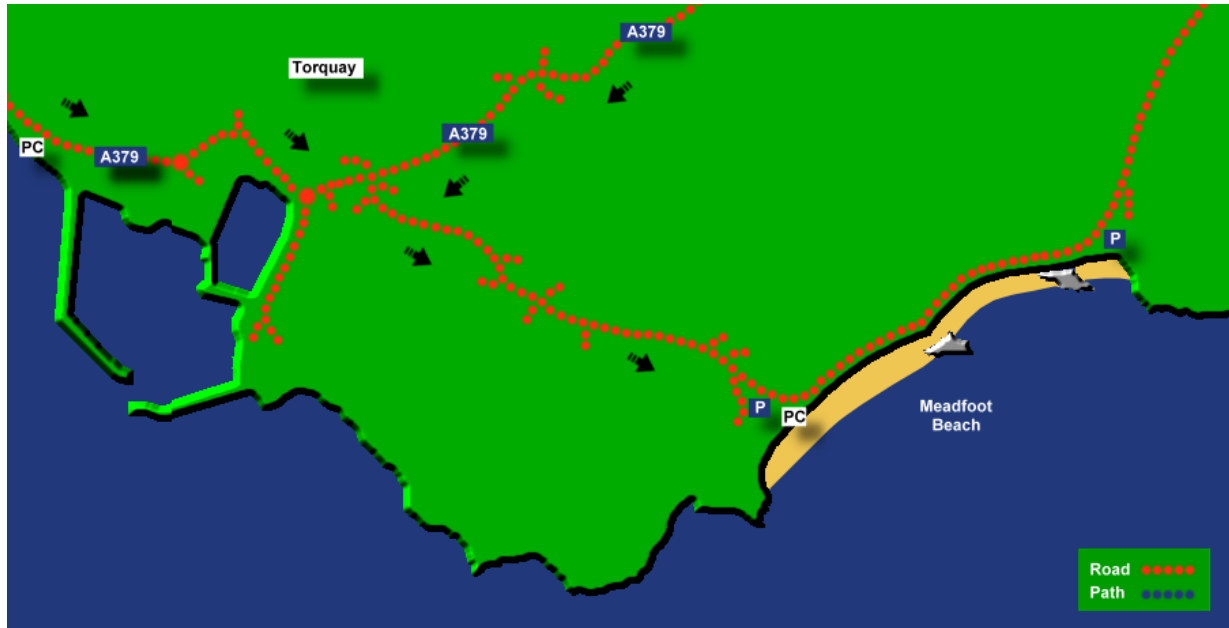 A379
Torquay
A379
PC
A379
P
P
PC
Meadfoot
Beach
Road
Path